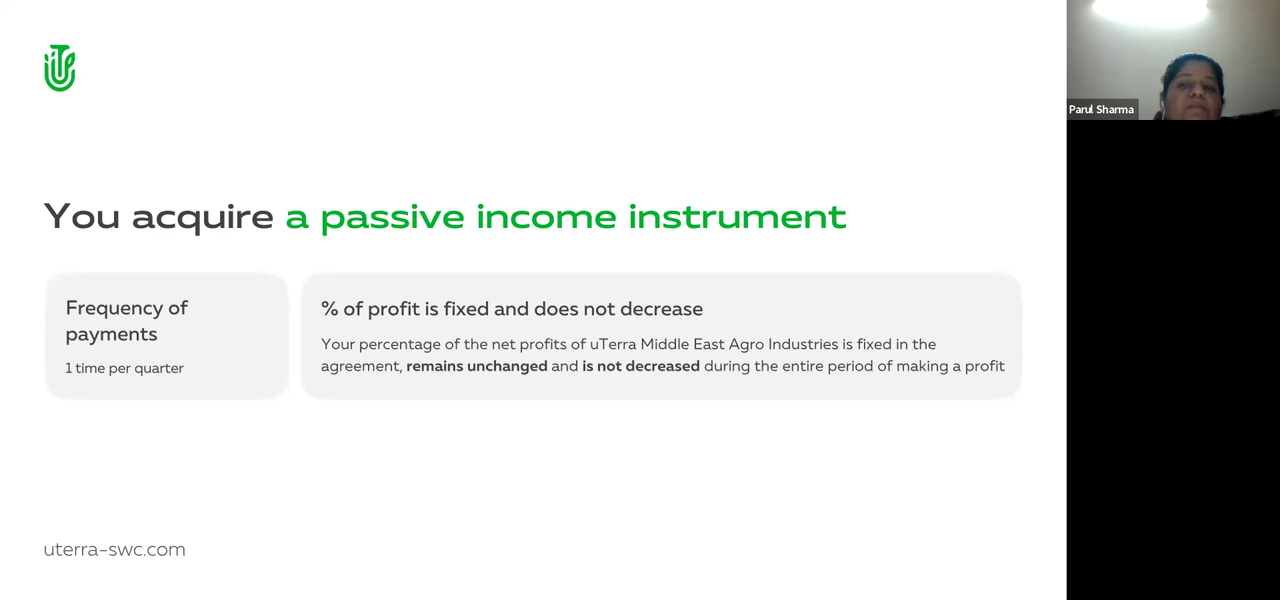 You acquire a passive income instrument
Frequency of
payments
1 time per quarter
% of profit is fixed and does not decrease
Your percentage of the net profits of uTerra Middle East Agro Industries is fixed in the
agreement, remains unchanged and is not decreased during the entire period of making a profit
uterra-swc.com
Parul Sharma